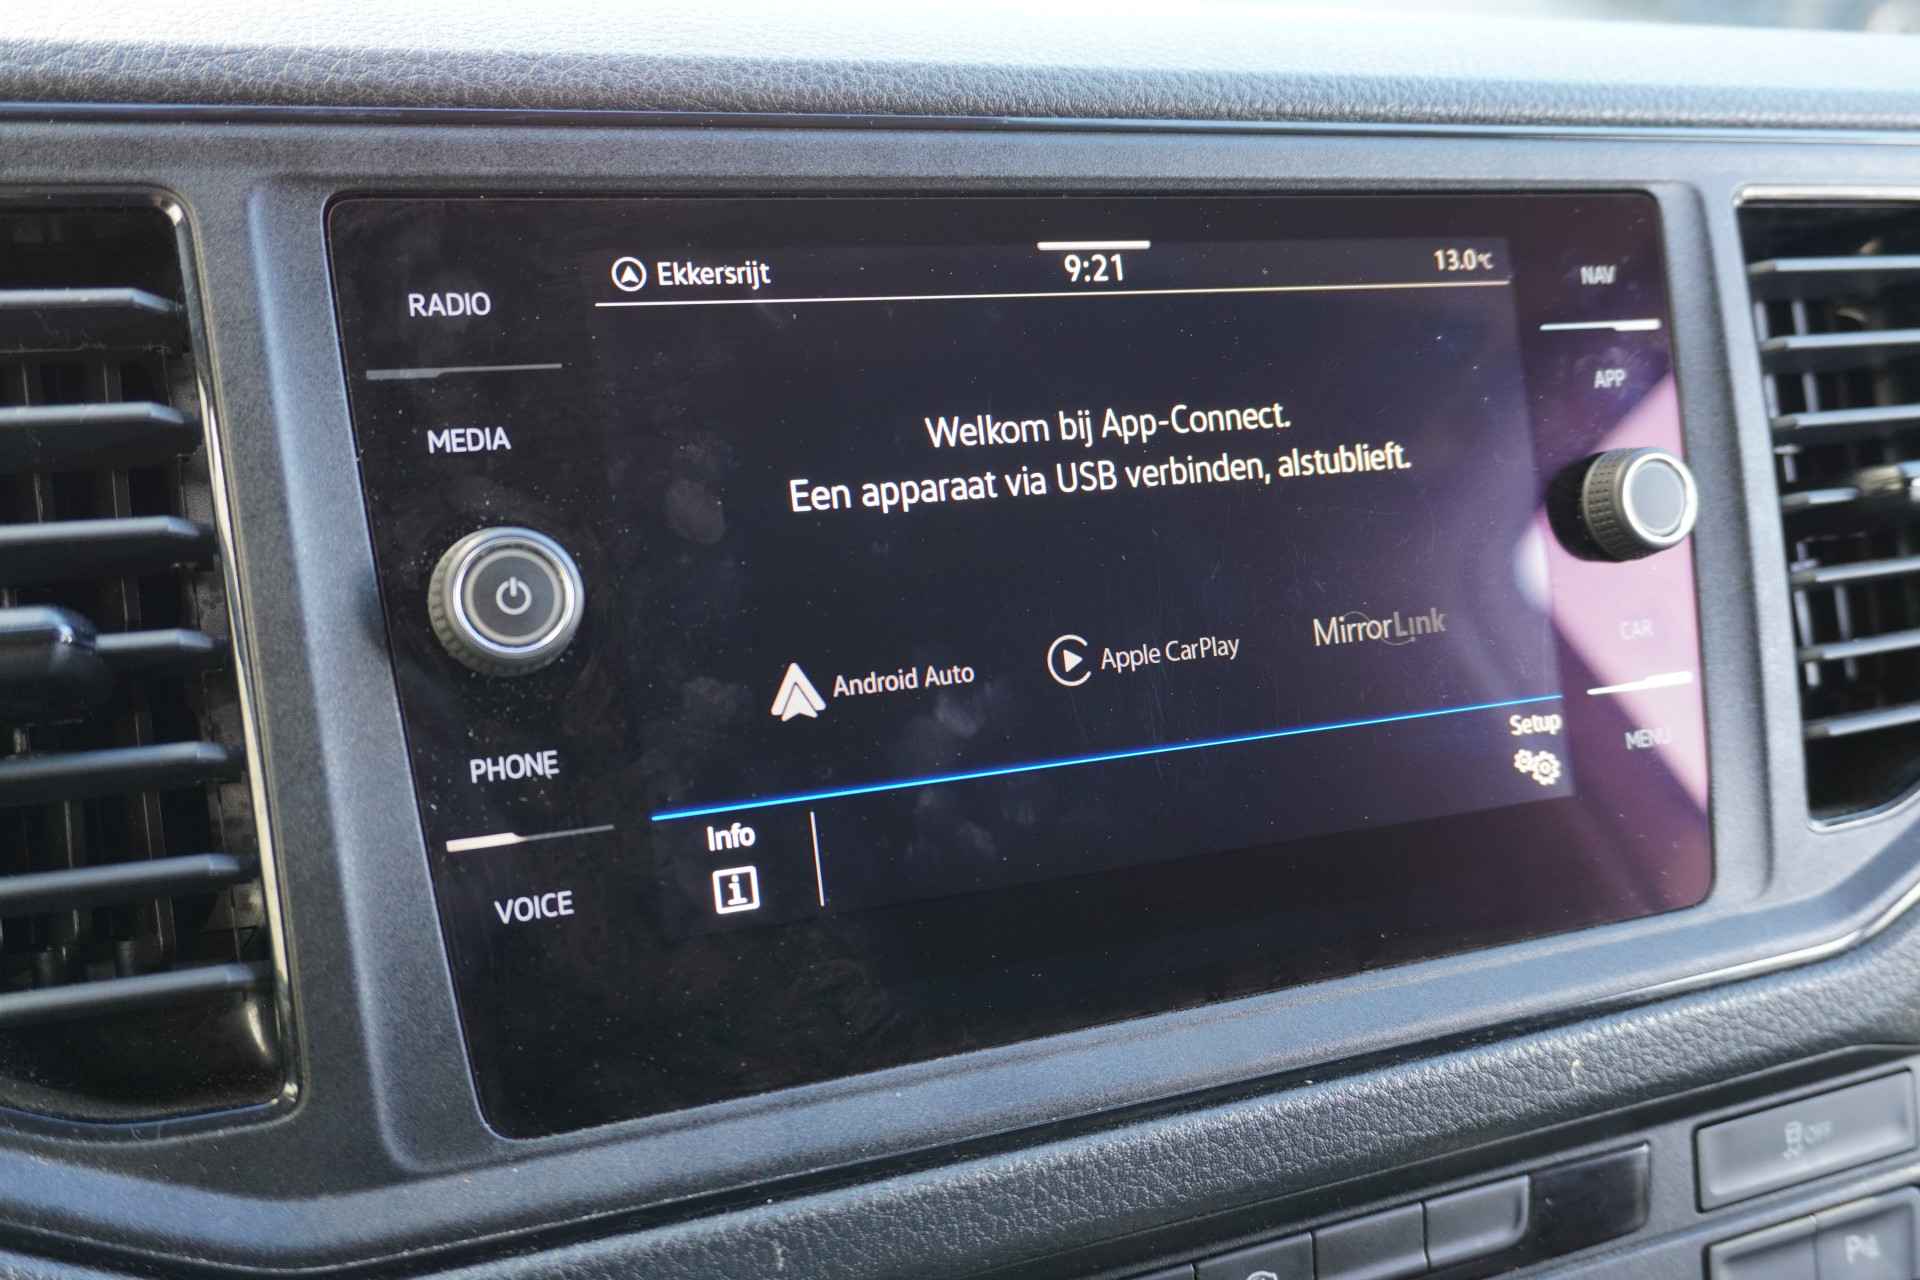 Ekkersrijt 9:21 13.0°C
RADIO
MEDIA
PHONE
VOICE
NAV
APP
CAR
MENU
Welkom bij App-Connect.
Een apparaat via USB verbinden, alstublieft.
Android Auto
Apple CarPlay
MirrorLink
Setup
Info
i
OFF
P